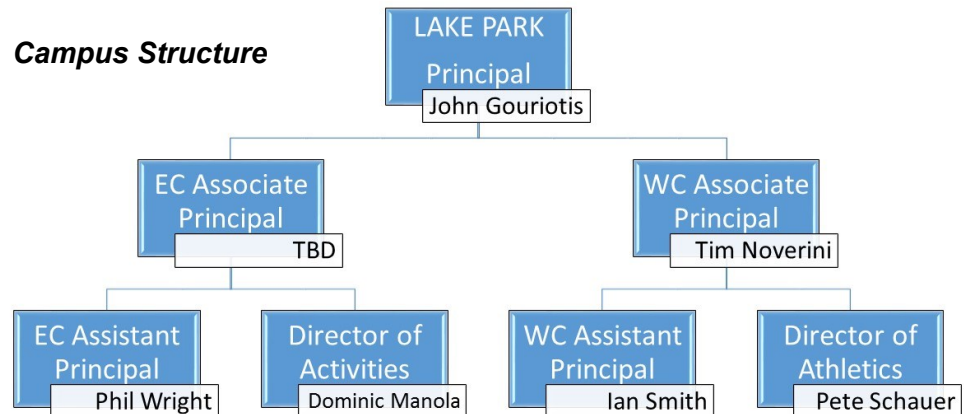 Campus Structure
LAKE PARK
Principal
John Gouriotis
EC Associate
Principal
TBD
WC Associate
Principal
Tim Noverini
EC Assistant
Principal
Phil Wright
Director of
Activities
Dominic Manola
WC Assistant
Principal
Ian Smith
Director of
Athletics
Pete Schauer